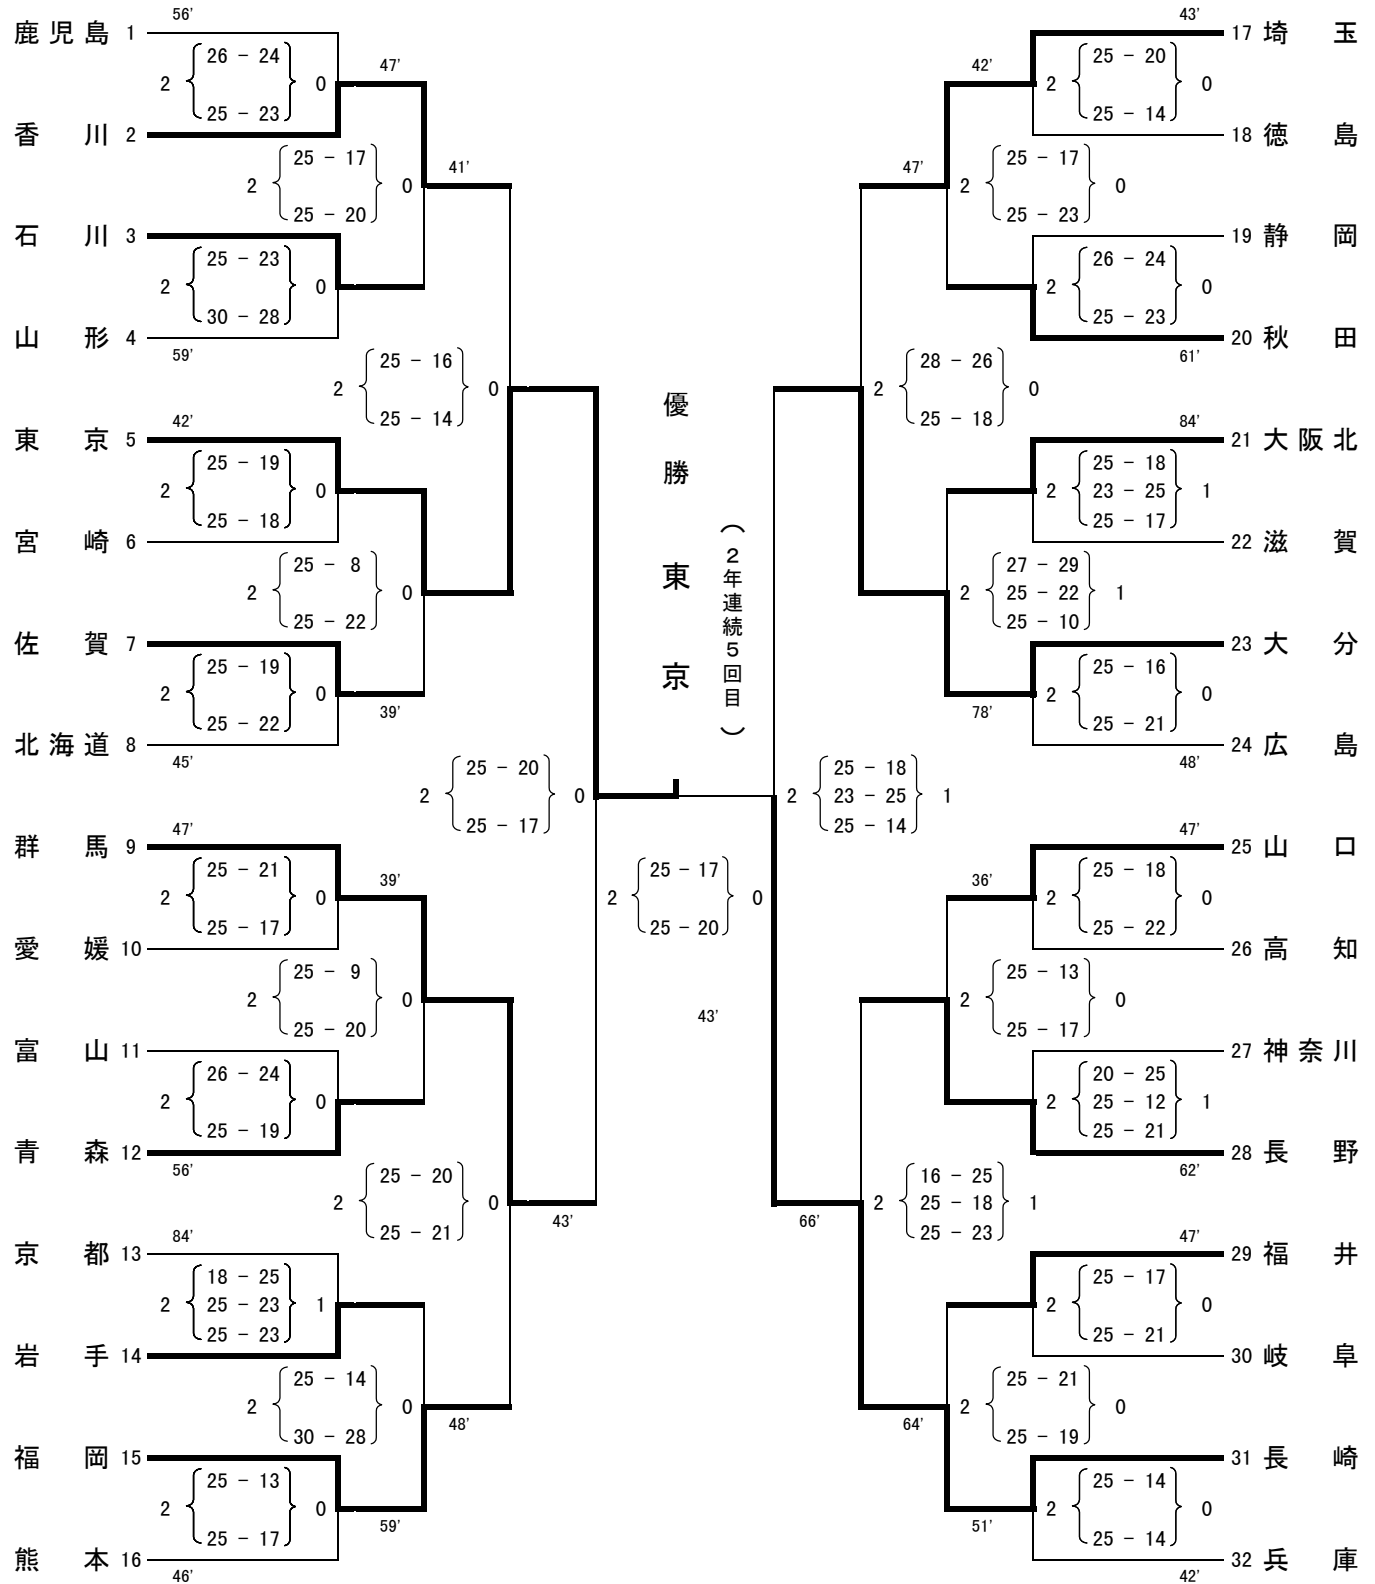 56’
鹿児島 1
26 − 24
2 0
25 − 23
47’
香川 2
25 − 17
2 0
25 − 20
41’
石川 3
25 − 23
2 0
30 − 28
山形 4
59’
25 − 16
2 0
25 − 14
42’
東京 5
25 − 19
2 0
25 − 18
宮崎 6
25 − 8
2 0
25 − 22
佐賀 7
25 − 19
2 0
25 − 22
39’
北海道 8
45’
25 − 20
2 0
25 − 17
47’
群馬 9
25 − 21
2 0
25 − 17
39’
愛媛 10
25 − 9
2 0
25 − 20
富山 11
26 − 24
2 0
25 − 19
青森 12
56’
25 − 20
2 0
25 − 21
43’
84’
京都 13
18 − 25
2 25 − 23 1
25 − 23
岩手 14
25 − 14
2 0
30 − 28
48’
福岡 15
25 − 13
2 0
25 − 17
59’
熊本 16
46’
優勝
東京
(2年連続5回目)
25 − 17
2 0
25 − 20
43’
43’
17 埼玉
42’
25 − 20
2 0
25 − 14
18 徳島
47’
25 − 17
2 0
25 − 23
19 静岡
26 − 24
2 0
25 − 23
20 秋田
61’
28 − 26
2 0
25 − 18
84’
21 大阪北
25 − 18
2 23 − 25 1
25 − 17
22 滋賀
27 − 29
2 25 − 22 1
25 − 10
23 大分
25 − 16
2 0
25 − 21
78’
24 広島
48’
25 − 18
2 23 − 25 1
25 − 14
47’
25 山口
36’
25 − 18
2 0
25 − 22
26 高知
25 − 13
2 0
25 − 17
27 神奈川
20 − 25
2 25 − 12 1
25 − 21
28 長野
62’
16 − 25
2 25 − 18 1
25 − 23
66’
47’
29 福井
25 − 17
2 0
25 − 21
30 岐阜
25 − 21
2 0
25 − 19
64’
31 長崎
25 − 14
2 0
25 − 14
51’
32 兵庫
42’